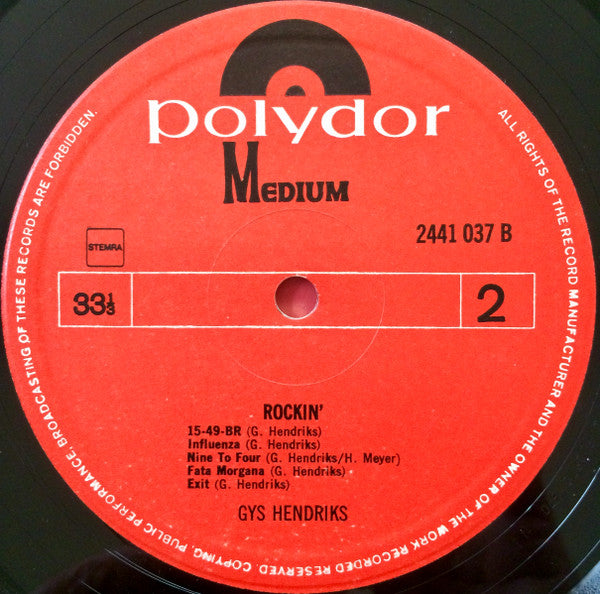 polydor
MEDIUM
2441 037 B
STEMRA
33⅓
2
ROCKIN'
15-49-BR (G. Hendriks)
Influenza (G. Hendriks)
Nine To Four (G. Hendriks/H. Meyer)
Fata Morgana (G. Hendriks)
Exit (G. Hendriks)
GYS HENDRIKS
ALL RIGHTS OF THE RECORD MANUFACTURER AND THE OWNER OF THE WORK RECORDED RESERVED. COPYING, PUBLIC PERFORMANCE, BROADCASTING OF THESE RECORDS ARE FORBIDDEN.